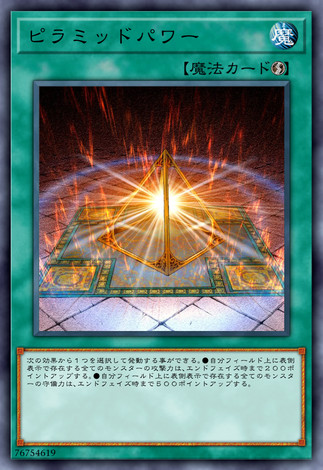 ピラミッドパワー
魔
【魔法カード】
次の効果から１つを選択して発動する事ができる。●自分フィールド上に表側
表示で存在する全てのモンスターの攻撃力は、エンドフェイズ時まで２００ポ
イントアップする。●自分フィールド上に表側表示で存在する全てのモンスタ
ーの守備力は、エンドフェイズ時まで５００ポイントアップする。
76754619